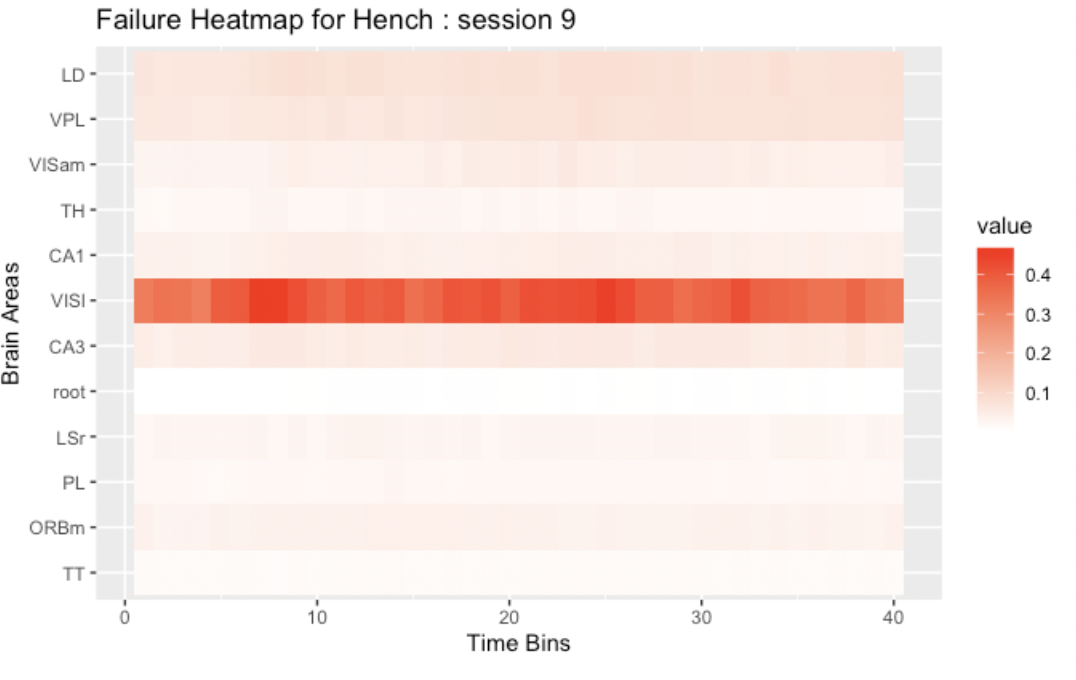 Failure Heatmap for Hench : session 9
Brain Areas
LD
VPL
VISam
TH
CA1
VISl
CA3
root
LSr
PL
ORBm
TT
0 10 20 30 40
Time Bins
value
0.4
0.3
0.2
0.1